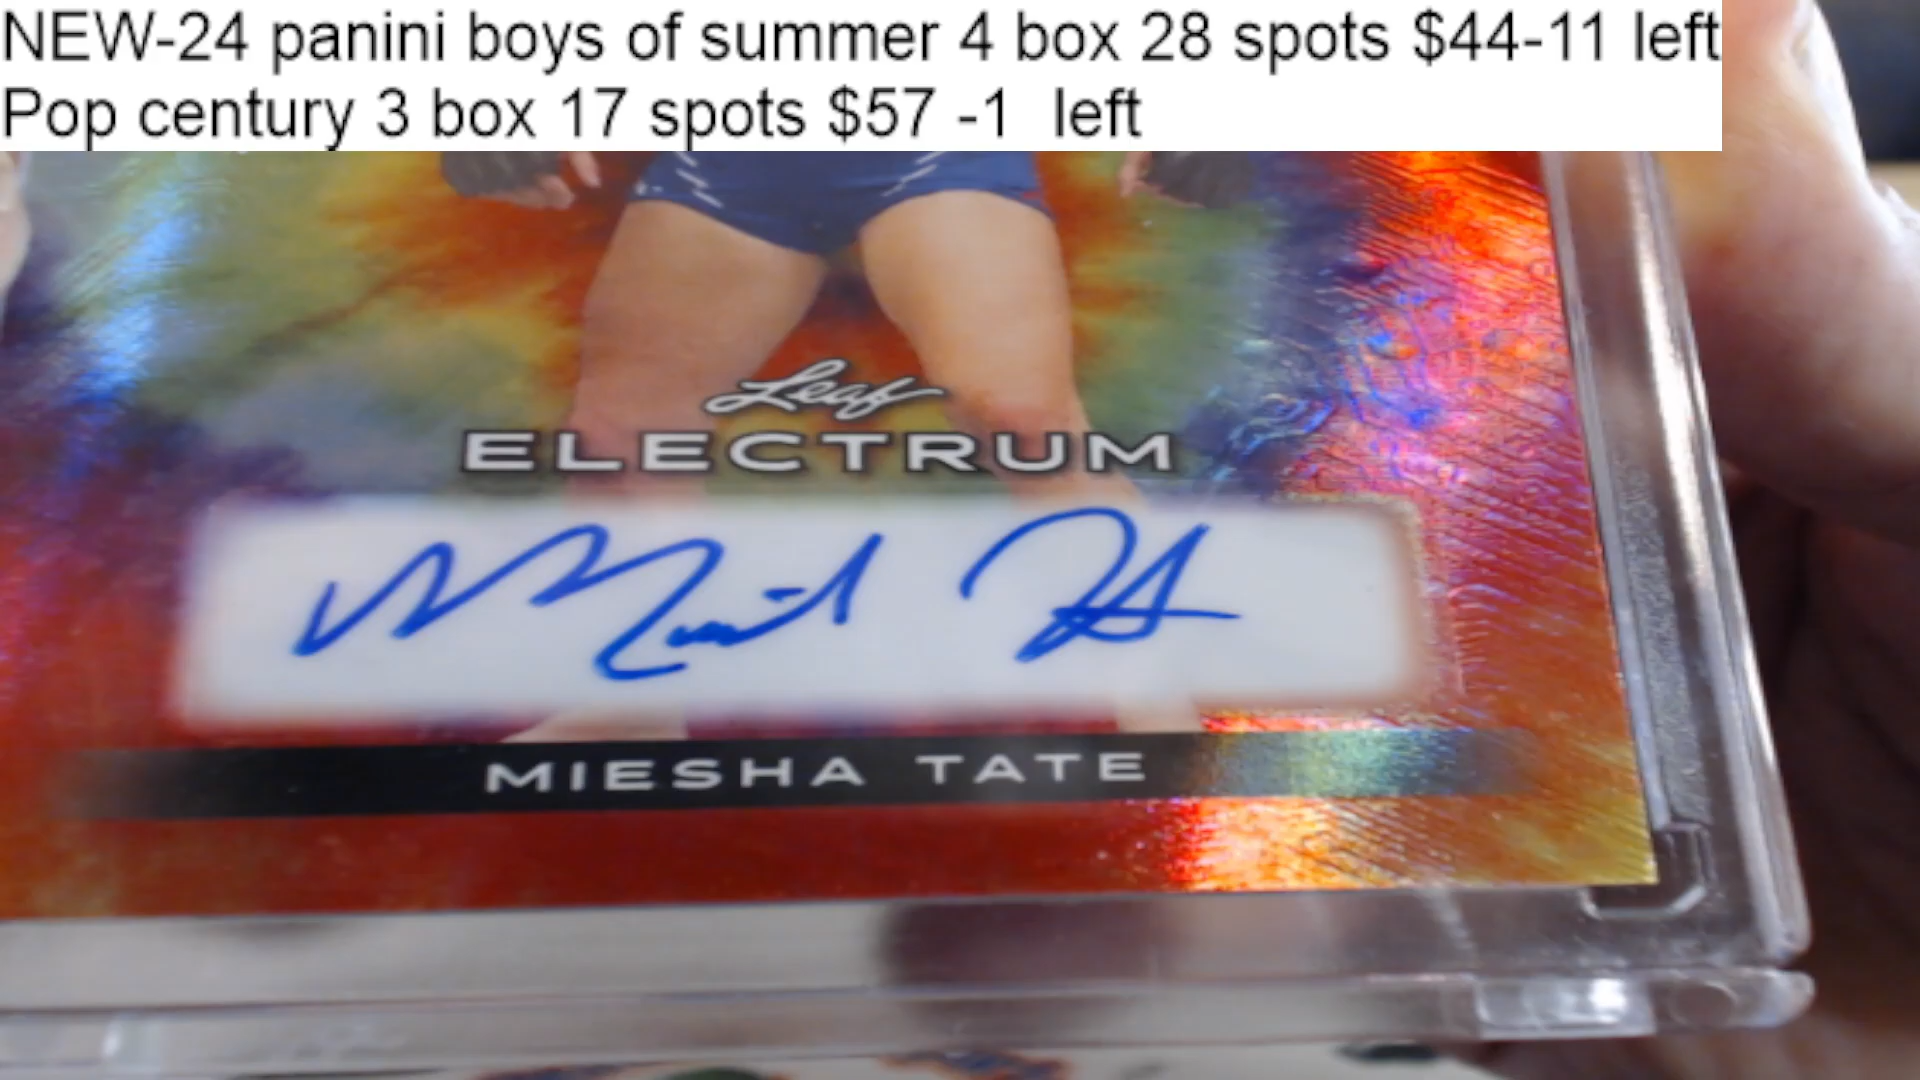 NEW-24 panini boys of summer 4 box 28 spots $44-11 left
Pop century 3 box 17 spots $57 -1 left
Leaf
ELECTRUM
MIESHA TATE